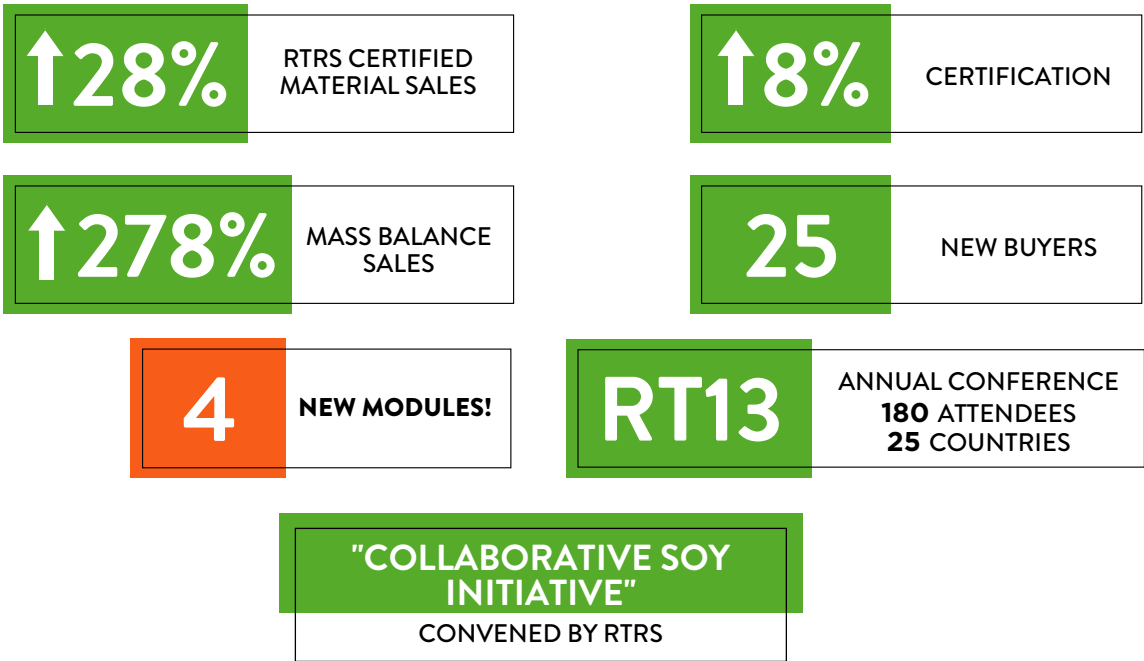 ↑28%
RTRS CERTIFIED
MATERIAL SALES
↑8%
CERTIFICATION
↑278%
MASS BALANCE
SALES
25
NEW BUYERS
4
NEW MODULES!
RT13
ANNUAL CONFERENCE
180 ATTENDEES
25 COUNTRIES
"COLLABORATIVE SOY
INITIATIVE"
CONVENED BY RTRS